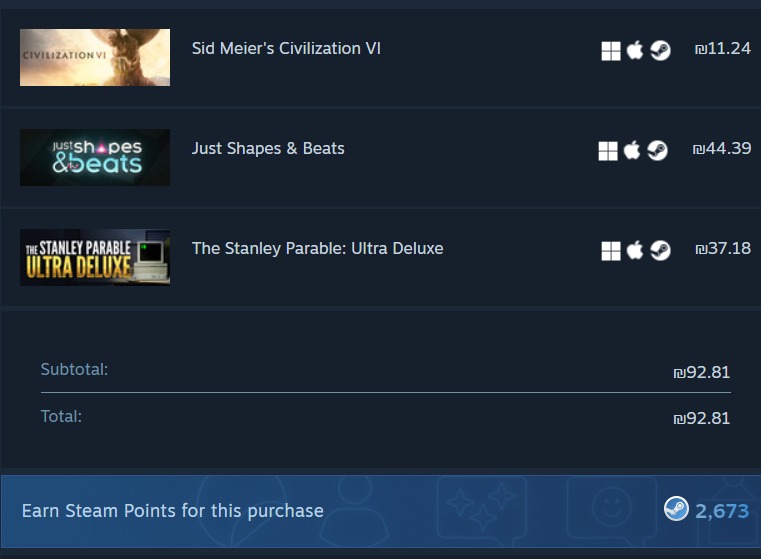 CIVILIZATION VI
Sid Meier's Civilization VI
₪11.24
just shapes
& beats
Just Shapes & Beats
₪44.39
THE STANLEY PARABLE
ULTRA DELUXE
The Stanley Parable: Ultra Deluxe
₪37.18
Subtotal:
₪92.81
Total:
₪92.81
Earn Steam Points for this purchase
2,673